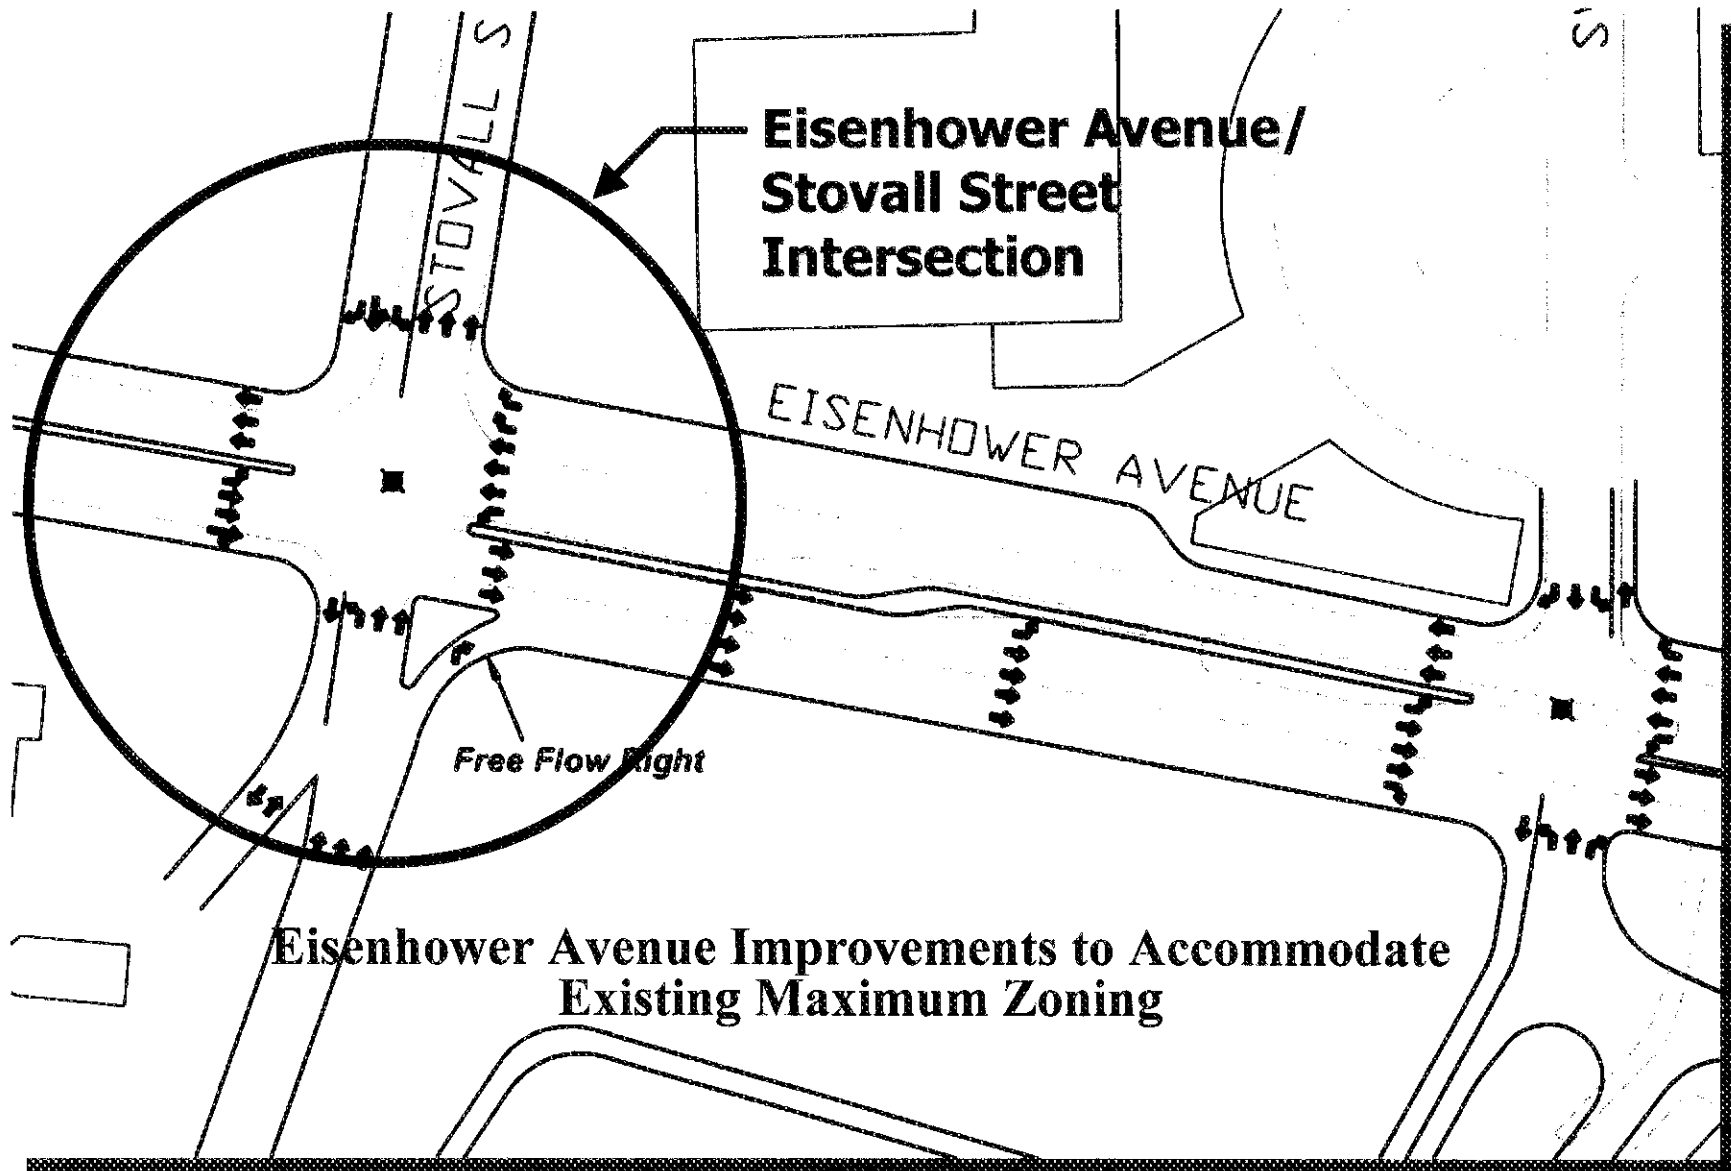 STOVALL S
S
Eisenhower Avenue/
Stovall Street
Intersection
EISENHOWER AVENUE
Free Flow Right
Eisenhower Avenue Improvements to Accommodate
Existing Maximum Zoning